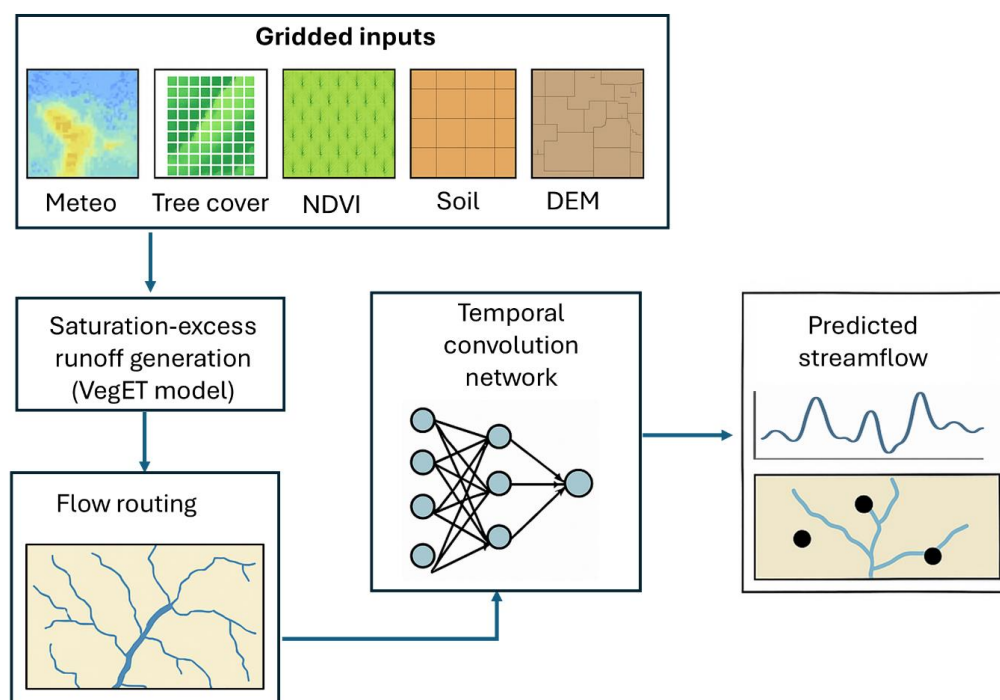 Gridded inputs
Meteo
Tree cover
NDVI
Soil
DEM
Saturation-excess
runoff generation
(VegET model)
Flow routing
Temporal
convolution
network
Predicted
streamflow